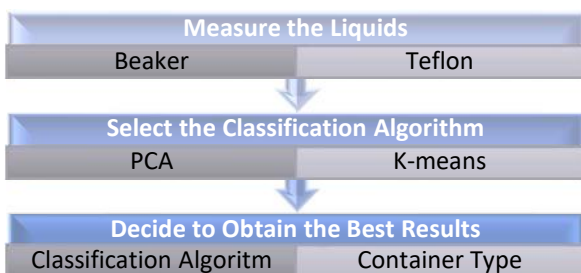 Measure the Liquids
Beaker Teflon
Select the Classification Algorithm
PCA K-means
Decide to Obtain the Best Results
Classification Algoritm Container Type